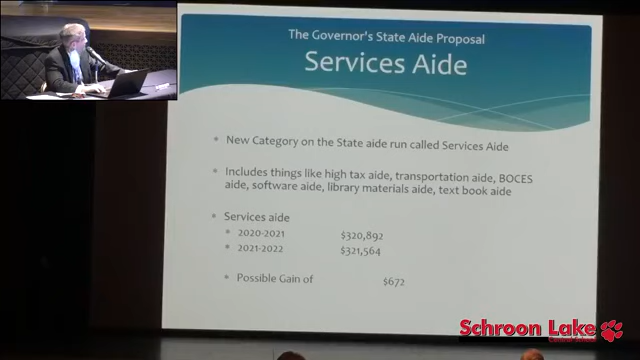 The Governor's State Aide Proposal
Services Aide
New Category on the State aide run called Services Aide
Includes things like high tax aide, transportation aide, BOCES
aide, software aide, library materials aide, text book aide
Services aide
2020-2021 $320,892
2021-2022 $321,564
Possible Gain of $672
Schroon Lake